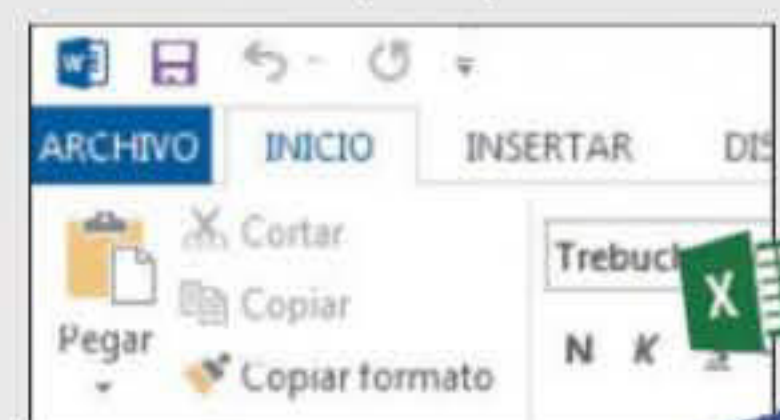 ARCHIVO INICIO INSERTAR
Cortar
Copiar
Pegar
Copiar formato
N K